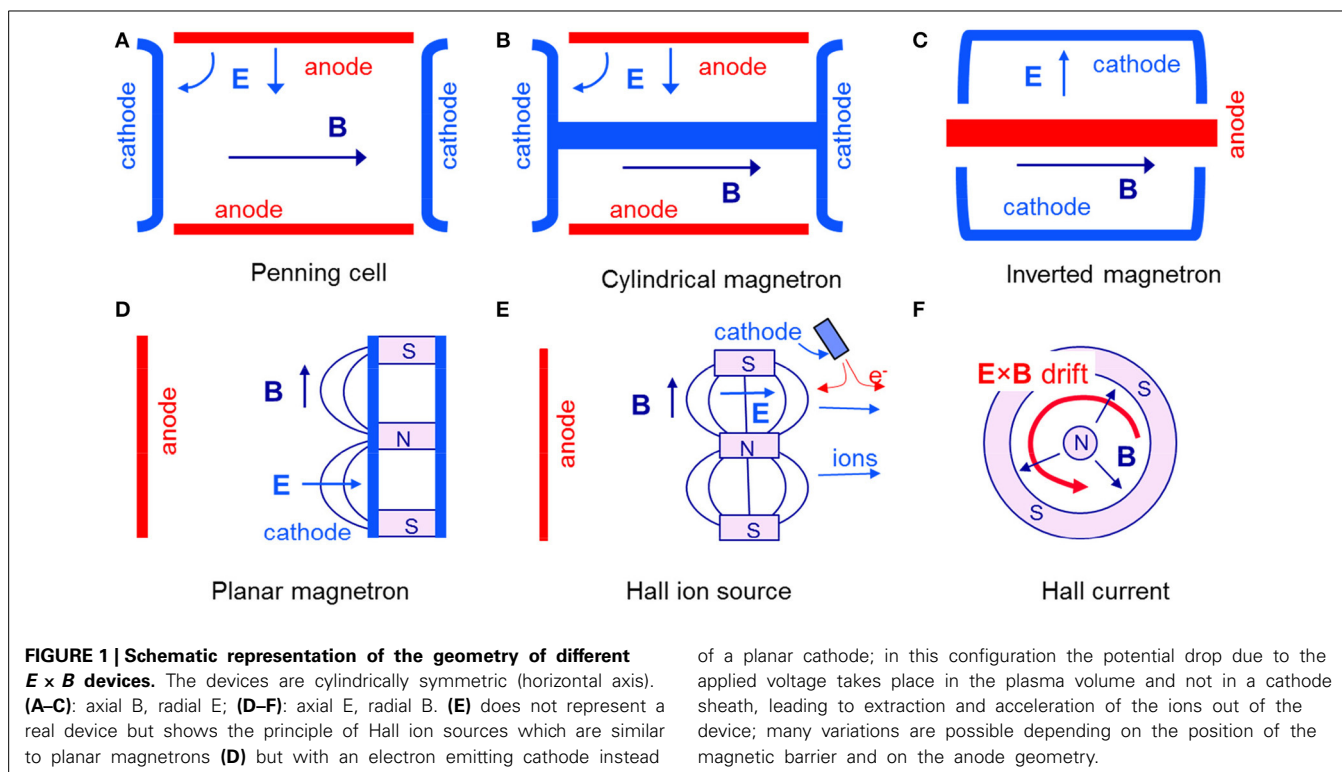 A
anode
E
cathode
B
cathode
anode
Penning cell
B
anode
E
cathode
B
cathode
anode
Cylindrical magnetron
C
E
cathode
anode
B
cathode
Inverted magnetron
D
anode
B
S
N
E
cathode
S
Planar magnetron
E
anode
cathode
S
e-
B
E
N
ions
S
Hall ion source
F
E×B drift
S
N
B
S
Hall current
FIGURE 1 | Schematic representation of the geometry of different
E x B devices. The devices are cylindrically symmetric (horizontal axis).
(A–C): axial B, radial E; (D–F): axial E, radial B. (E) does not represent a
real device but shows the principle of Hall ion sources which are similar
to planar magnetrons (D) but with an electron emitting cathode instead
of a planar cathode; in this configuration the potential drop due to the
applied voltage takes place in the plasma volume and not in a cathode
sheath, leading to extraction and acceleration of the ions out of the
device; many variations are possible depending on the position of the
magnetic barrier and on the anode geometry.